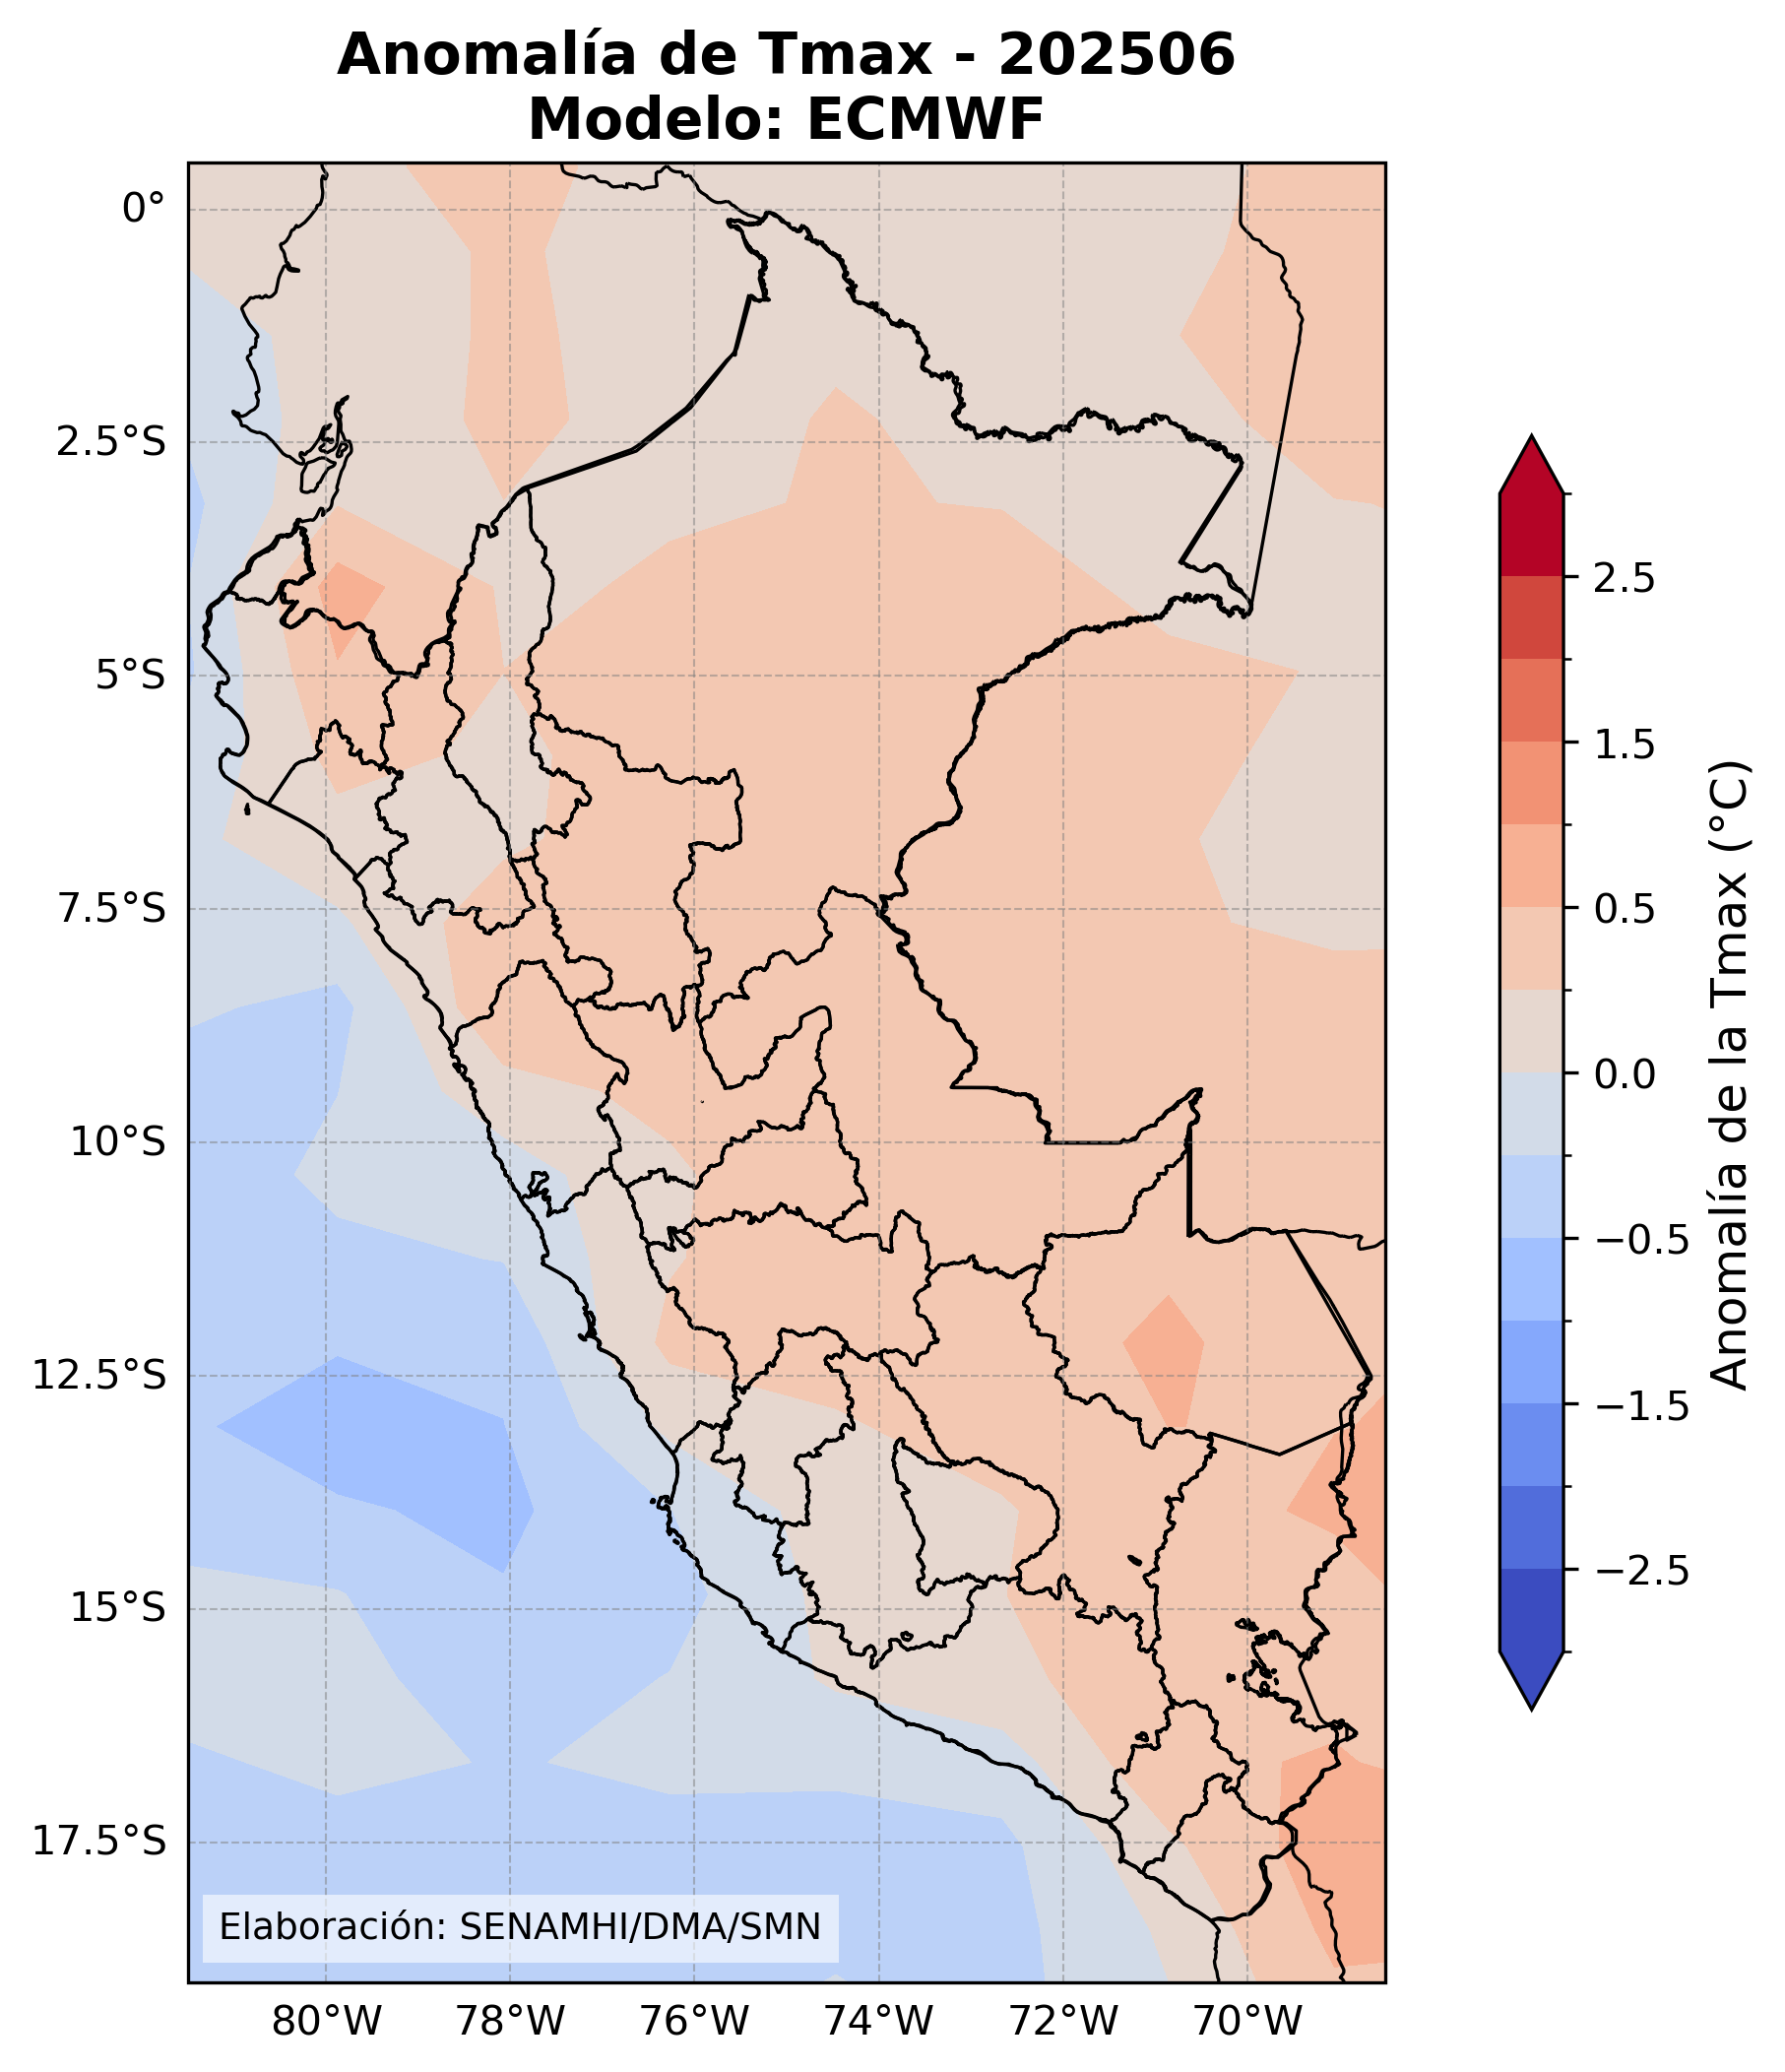 Anomalía de Tmax - 202506
Modelo: ECMWF
0°
2.5°S
5°S
7.5°S
10°S
12.5°S
15°S
17.5°S
80°W
78°W
76°W
74°W
72°W
70°W
Elaboración: SENAMHI/DMA/SMN
2.5
1.5
0.5
0.0
−0.5
−1.5
−2.5
Anomalía de la Tmax (°C)